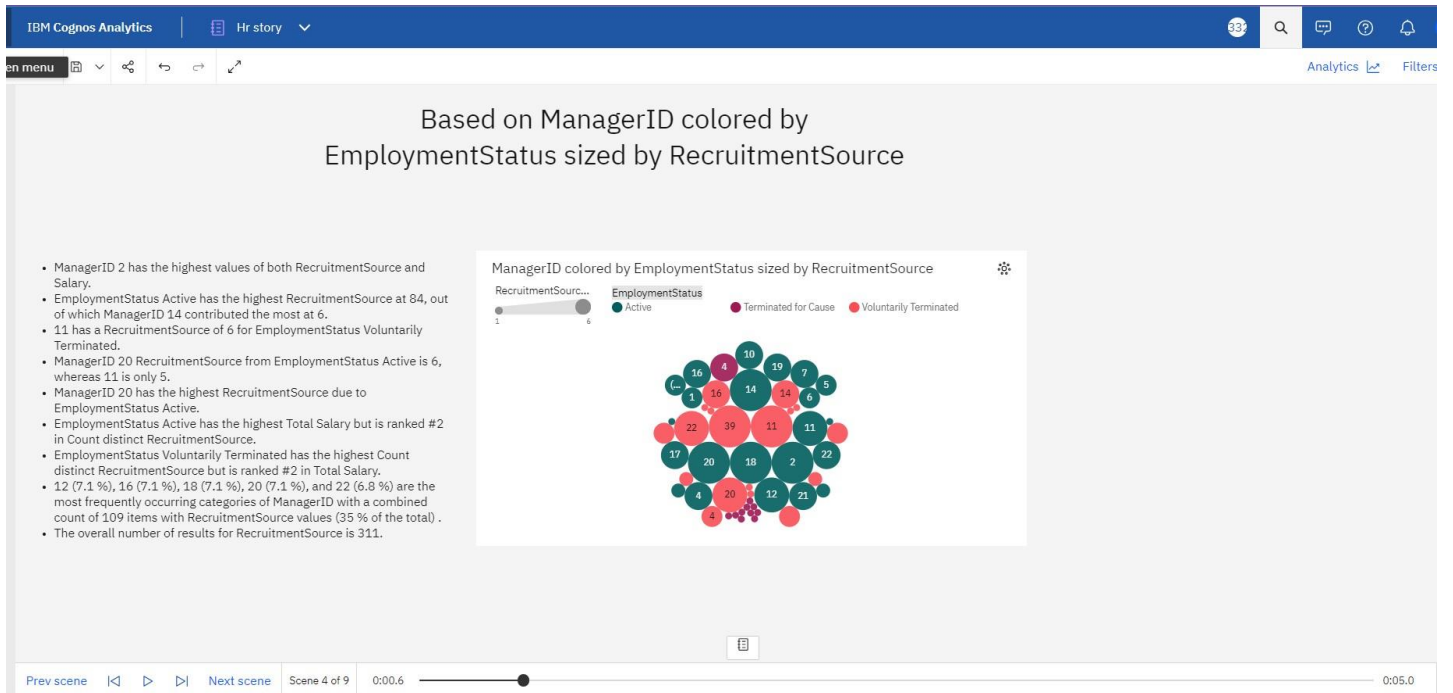 IBM Cognos Analytics
Hr story
332
en menu
Analytics
Filters
Based on ManagerID colored by
EmploymentStatus sized by RecruitmentSource
• ManagerID 2 has the highest values of both RecruitmentSource and
Salary.
• EmploymentStatus Active has the highest RecruitmentSource at 84, out
of which ManagerID 14 contributed the most at 6.
• 11 has a RecruitmentSource of 6 for EmploymentStatus Voluntarily
Terminated.
• ManagerID 20 RecruitmentSource from EmploymentStatus Active is 6,
whereas 11 is only 5.
• ManagerID 20 has the highest RecruitmentSource due to
EmploymentStatus Active.
• EmploymentStatus Active has the highest Total Salary but is ranked #2
in Count distinct RecruitmentSource.
• EmploymentStatus Voluntarily Terminated has the highest Count
distinct RecruitmentSource but is ranked #2 in Total Salary.
• 12 (7.1 %), 16 (7.1 %), 18 (7.1 %), 20 (7.1 %), and 22 (6.8 %) are the
most frequently occurring categories of ManagerID with a combined
count of 109 items with RecruitmentSource values (35 % of the total) .
• The overall number of results for RecruitmentSource is 311.
ManagerID colored by EmploymentStatus sized by RecruitmentSource
RecruitmentSourc...
EmploymentStatus
Active
Terminated for Cause
Voluntarily Terminated
1
6
10
16
4
19
7
(...
1
16
14
14
6
5
22
39
11
11
17
20
18
2
22
4
20
12
21
4
Prev scene
Next scene
Scene 4 of 9
0:00.6
0:05.0